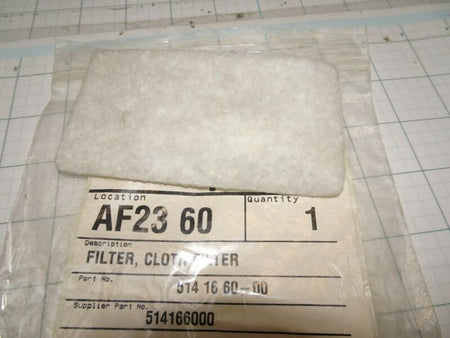 Location
Quantity
AF23 60
1
Description
FILTER, CLOTH FILTER
Part No.
514 16 60-00
Supplier Part No.
514166000